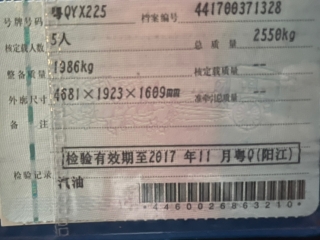 号牌号码 粤QYX225 档案编号 441700371328
核定载人数 5人 总质量 2550kg
整备质量 1986kg 核定载质量 --
外廓尺寸 4681×1923×1609mm 准牵引总质量 --
备注
检验有效期至2017年11月粤Q(阳江)
检验记录
汽油
*4460026863210*